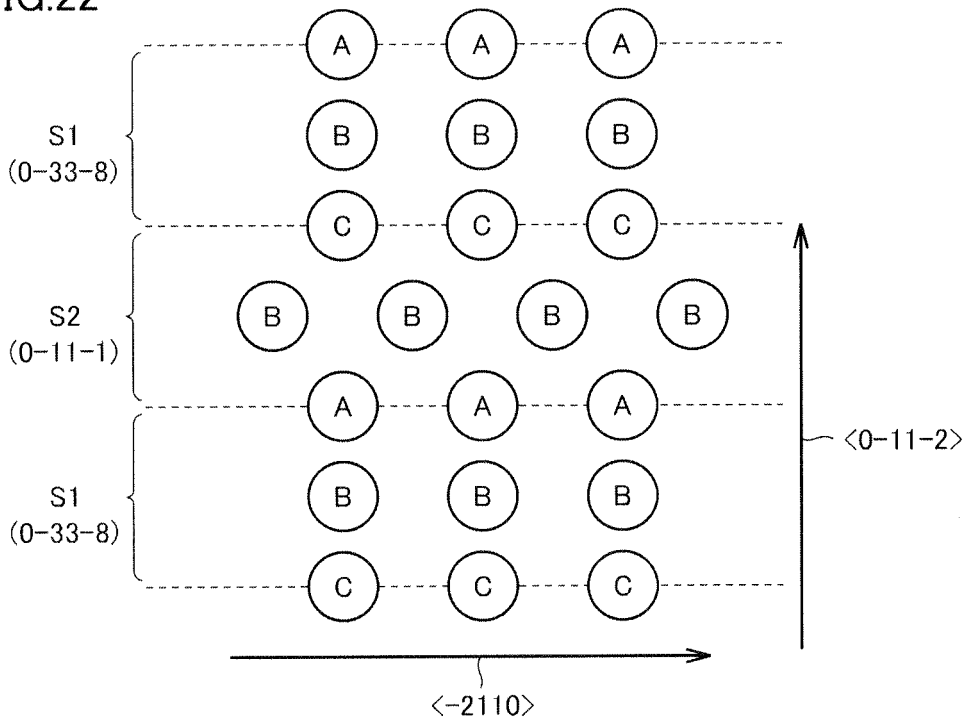 FIG.22
A A A
S1
(0-33-8)
B B B
C C C
S2
(0-11-1)
B B B B
A A A
<0-11-2>
S1
(0-33-8)
B B B
C C C
<-2110>